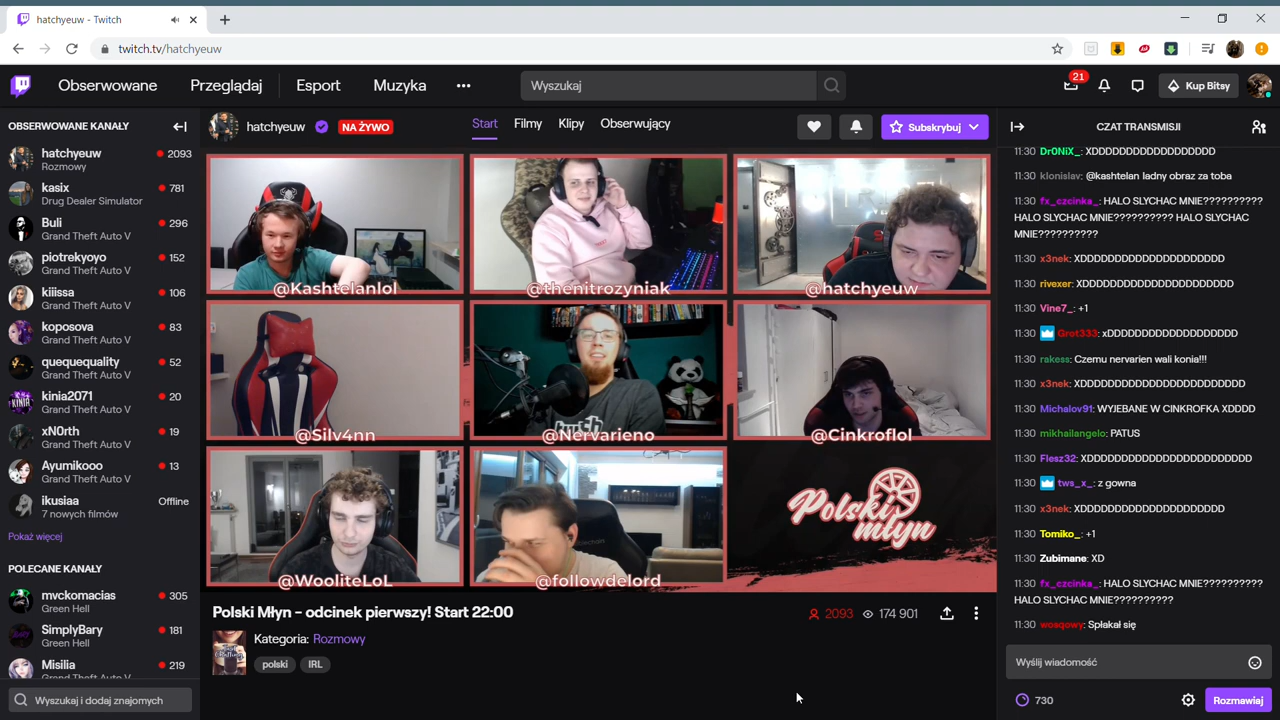 hatchyeuw - Twitch
twitch.tv/hatchyeuw
Obserwowane
Przeglądaj
Esport
Muzyka
Wyszukaj
21
Kup Bitsy
OBSERWOWANE KANAŁY
hatchyeuw 2093
Rozmowy
kasix 781
Drug Dealer Simulator
Buli 296
Grand Theft Auto V
piotrekyoyo 152
Grand Theft Auto V
kiiissa 106
Grand Theft Auto V
koposova 83
Grand Theft Auto V
quequequality 52
Grand Theft Auto V
kinia2071 20
Grand Theft Auto V
xN0rth 19
Grand Theft Auto V
Ayumikooo 13
Grand Theft Auto V
ikusiaa Offline
7 nowych filmów
Pokaż więcej
POLECANE KANAŁY
mvckomacias 305
Green Hell
SimplyBary 181
Green Hell
Misilia 219
Wyszukaj i dodaj znajomych
hatchyeuw NA ŻYWO
Start
Filmy
Klipy
Obserwujący
Subskrybuj
@Kashtelanlol
@thenitrozyniak
@hatchyeuw
@Silv4nn
@Nervarieno
@Cinkroflol
twitch
@WooliteLoL
@followdelord
Polski
młyn
Polski Młyn - odcinek pierwszy! Start 22:00
2093
174 901
Kategoria: Rozmowy
polski
IRL
CZAT TRANSMISJI
11:30 Dr0NiX_: XDDDDDDDDDDDDDDDDDDD
11:30 klonislav: @kashtelan ladny obraz za toba
11:30 fx_czcinka_: HALO SLYCHAC MNIE??????????
HALO SLYCHAC MNIE?????????? HALO SLYCHAC
MNIE??????????
11:30 x3nek: XDDDDDDDDDDDDDDDDDDDDDD
11:30 rivexer: XDDDDDDDDDDDDDDDDDDDDDDD
11:30 Vine7_: +1
11:30 Grot333: xDDDDDDDDDDDDDDDDDDD
11:30 rakess: Czemu nervarien wali konia!!!
11:30 x3nek: XDDDDDDDDDDDDDDDDDDDDDDDDD
11:30 Michalov91: WYJEBANE W CINKROFKA XDDDD
11:30 mikhailangelo: PATUS
11:30 Flesz32: XDDDDDDDDDDDDDDDDDDDDDDDD
11:30 tws_x_: z gowna
11:30 x3nek: XDDDDDDDDDDDDDDDDDDDDDD
11:30 Tomiko_: +1
11:30 Zubimane: XD
11:30 fx_czcinka_: HALO SLYCHAC MNIE??????????
HALO SLYCHAC MNIE??????????
11:30 wosqowy: Spłakał się
Wyślij wiadomość
730
Rozmawiaj